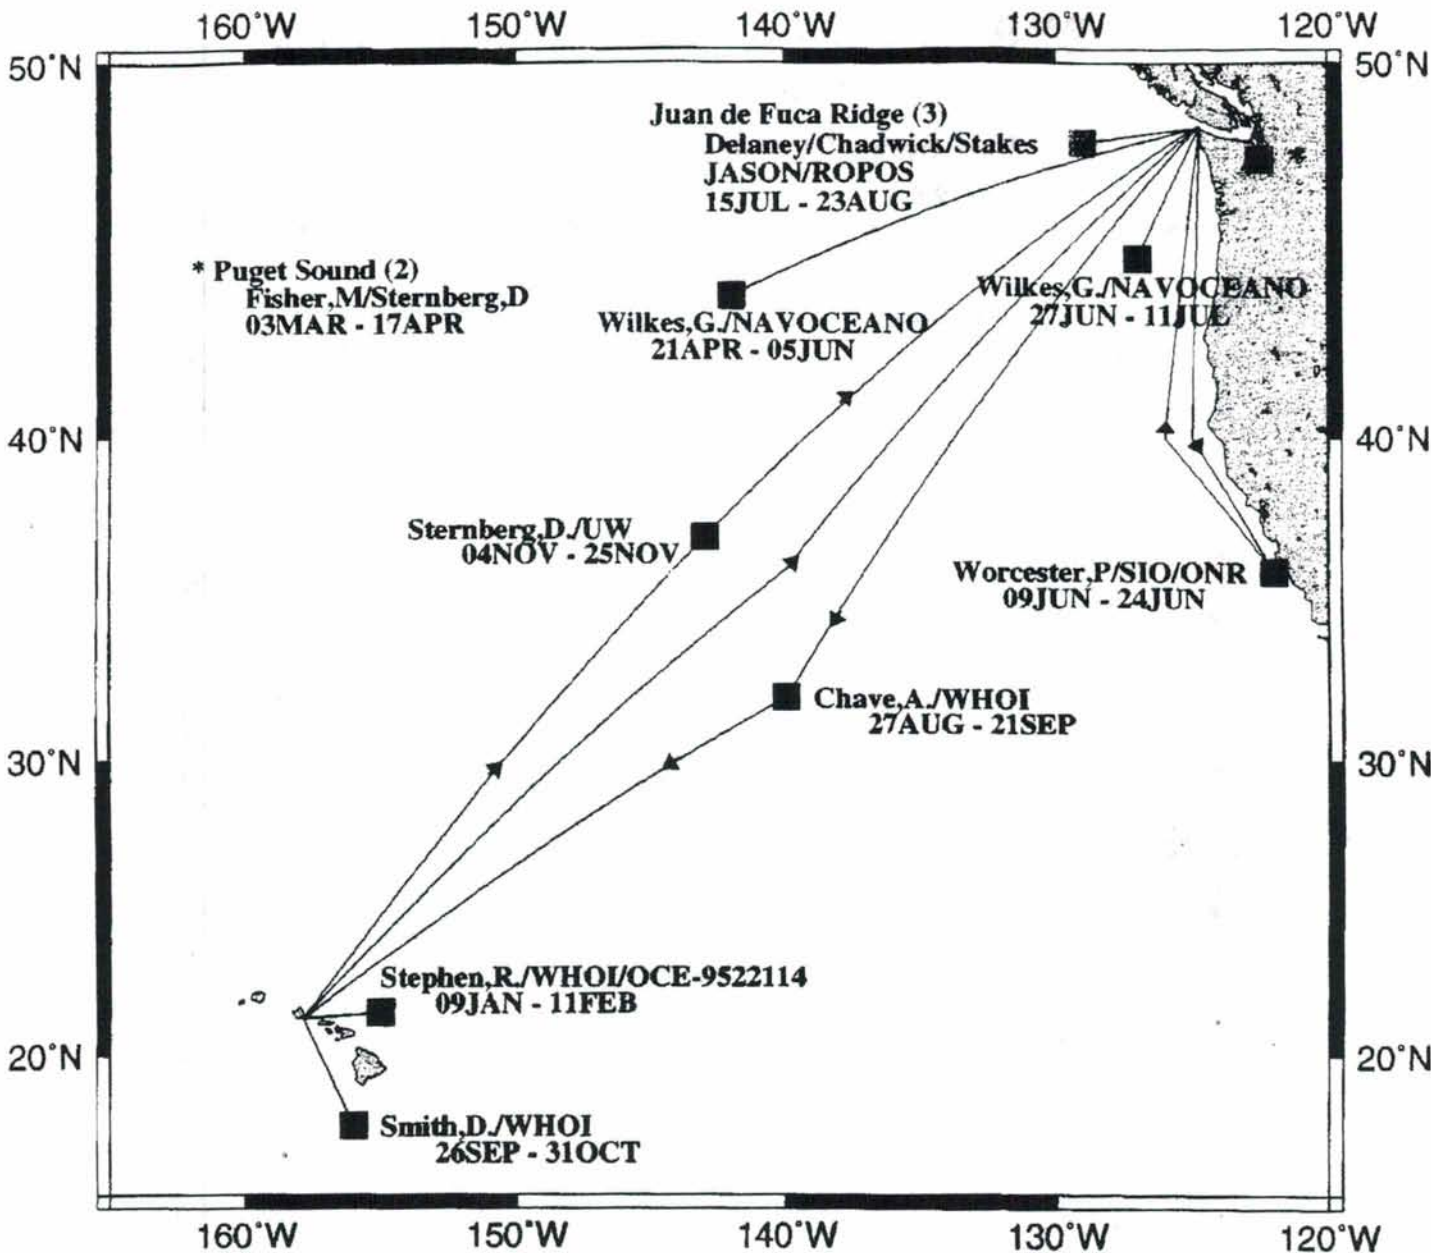 160°W 150°W 140°W 130°W 120°W
50°N 50°N
Juan de Fuca Ridge (3)
Delaney/Chadwick/Stakes
JASON/ROPOS
15JUL - 23AUG
* Puget Sound (2)
Fisher,M/Sternberg,D
03MAR - 17APR
Wilkes,G./NAVOCEANO
27JUN - 11JUL
Wilkes,G./NAVOCEANO
21APR - 05JUN
40°N 40°N
Sternberg,D./UW
04NOV - 25NOV
Worcester,P/SIO/ONR
09JUN - 24JUN
Chave,A./WHOI
27AUG - 21SEP
30°N 30°N
Stephen,R./WHOI/OCE-9522114
09JAN - 11FEB
20°N 20°N
Smith,D./WHOI
26SEP - 31OCT
160°W 150°W 140°W 130°W 120°W